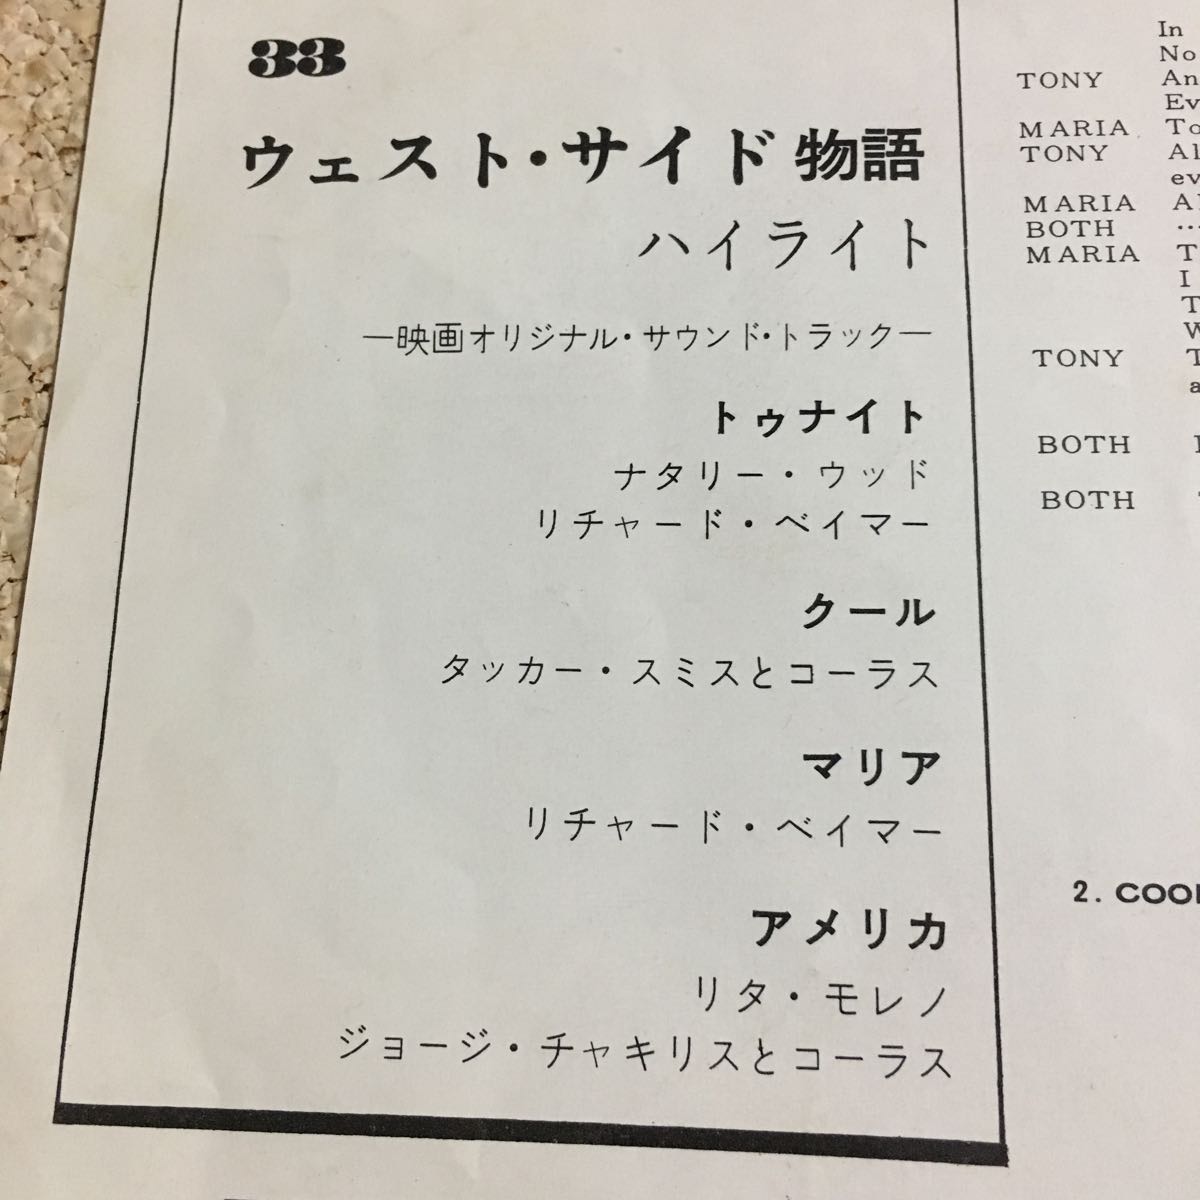 33
ウェスト・サイド物語
ハイライト
―映画オリジナル・サウンド・トラック―
トゥナイト
ナタリー・ウッド
リチャード・ベイマー
クール
タッカー・スミスとコーラス
マリア
リチャード・ベイマー
アメリカ
リタ・モレノ
ジョージ・チャキリスとコーラス
In
No
TONY
MARIA
TONY
MARIA
BOTH
MARIA
I
TONY
BOTH
BOTH
2.